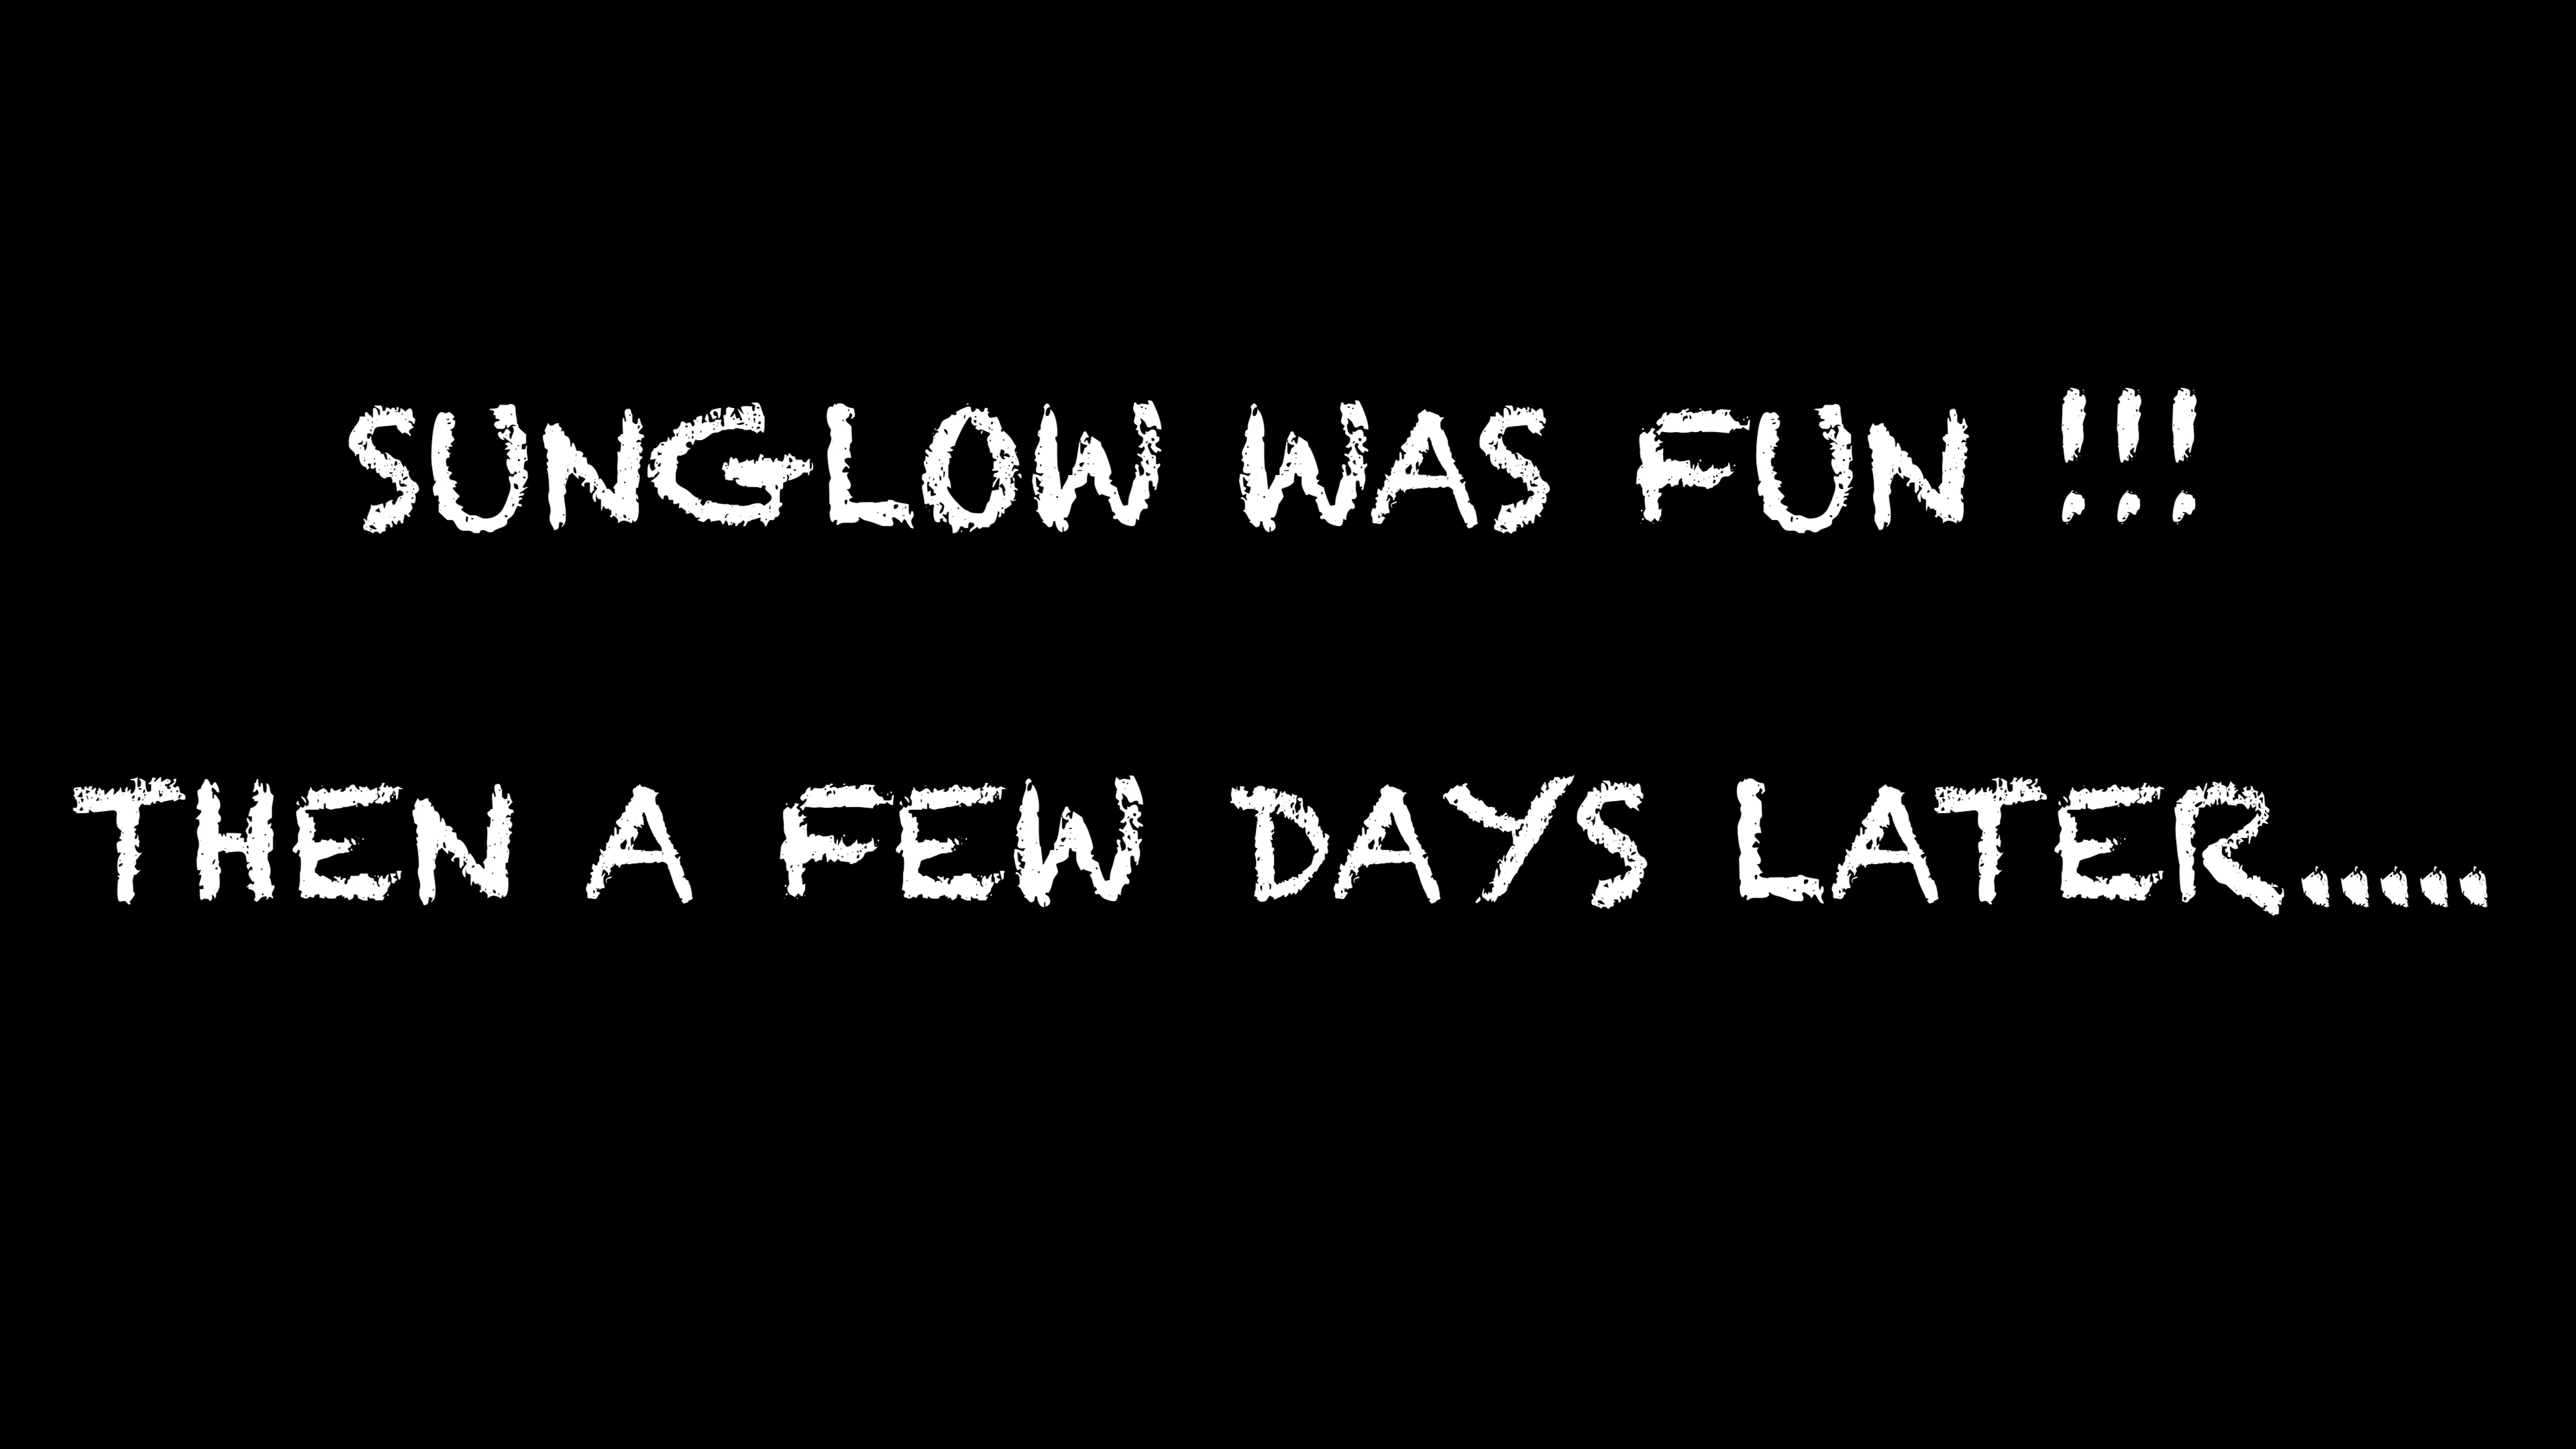 SUNGLOW WAS FUN !!!
THEN A FEW DAYS LATER.....